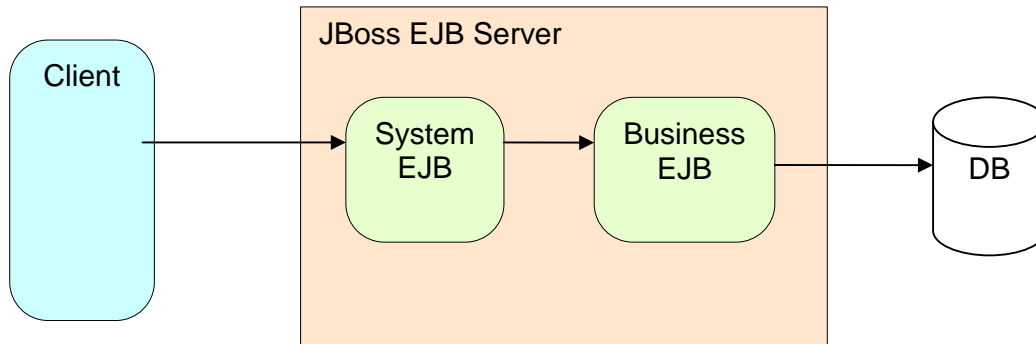 JBoss EJB Server
Client
System
EJB
Business
EJB
DB